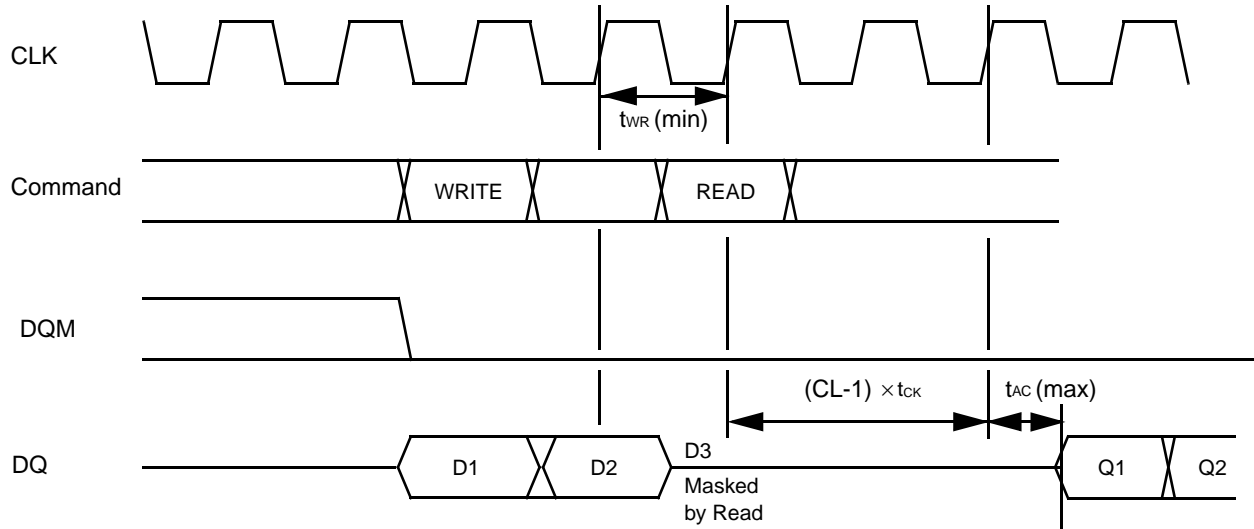 CLK
tWR (min)
Command
WRITE
READ
DQM
(CL-1) × tCK
tAC (max)
DQ
D1
D2
D3
Masked
by Read
Q1
Q2